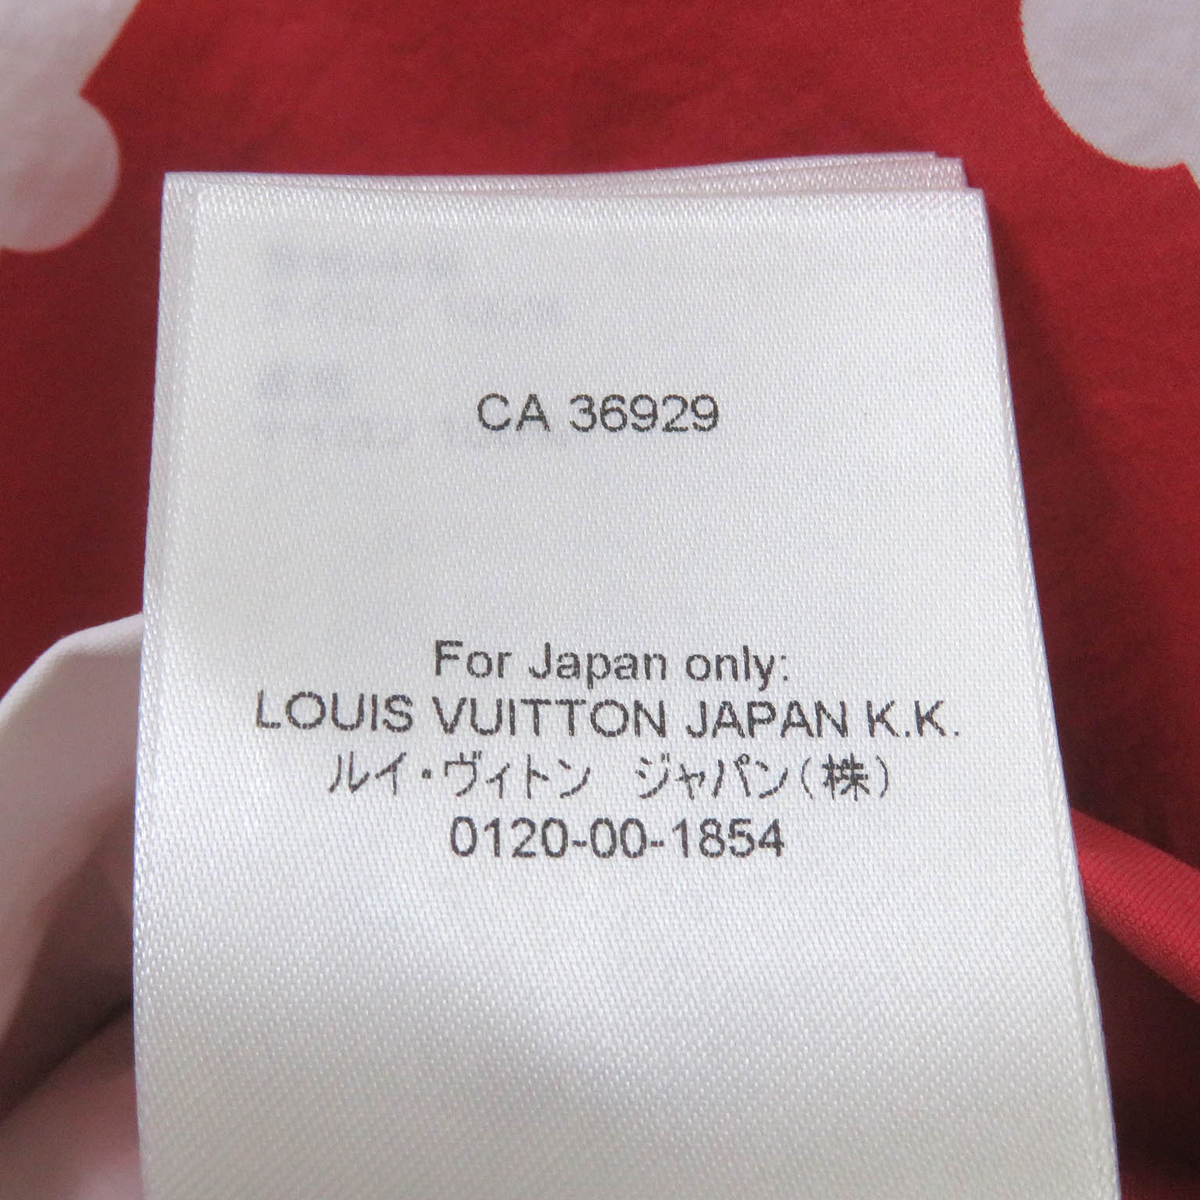 CA 36929
For Japan only:
LOUIS VUITTON JAPAN K.K.
ルイ・ヴィトン ジャパン(株)
0120-00-1854